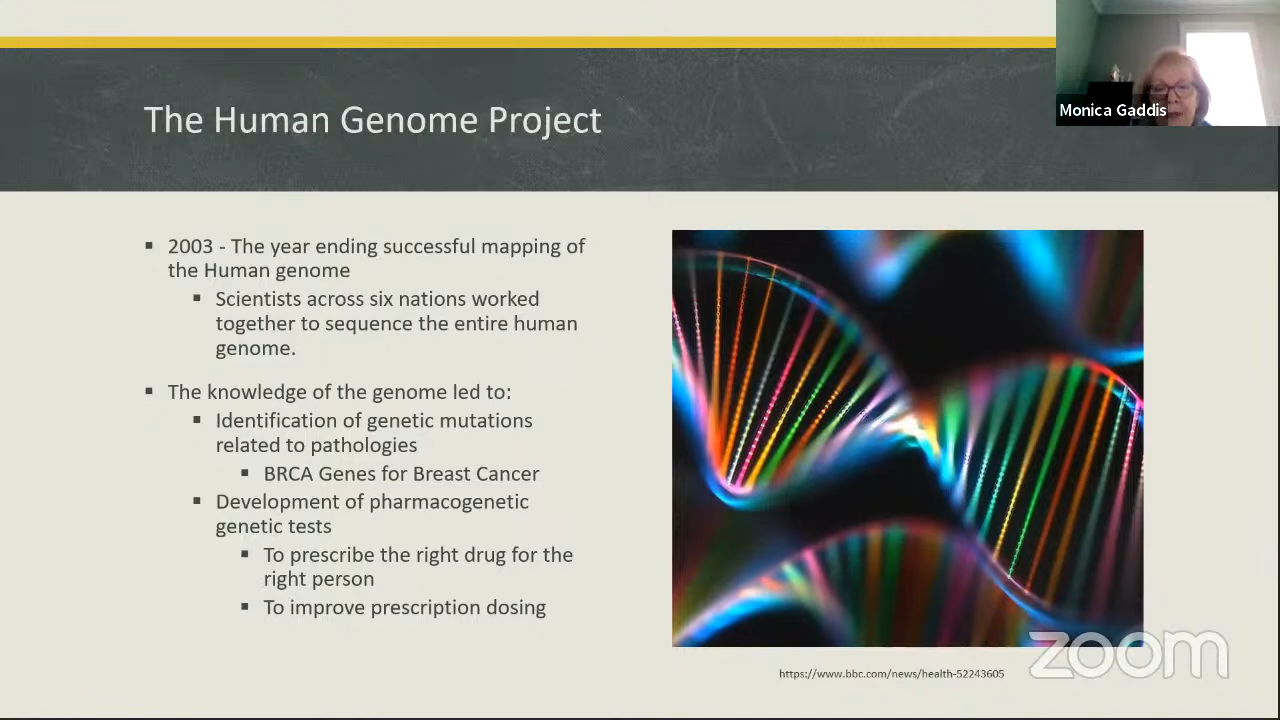 The Human Genome Project
Monica Gaddis
▪ 2003 - The year ending successful mapping of
the Human genome
▪ Scientists across six nations worked
together to sequence the entire human
genome.
▪ The knowledge of the genome led to:
▪ Identification of genetic mutations
related to pathologies
▪ BRCA Genes for Breast Cancer
▪ Development of pharmacogenetic
genetic tests
▪ To prescribe the right drug for the
right person
▪ To improve prescription dosing
https://www.bbc.com/news/health-52243605
zoom